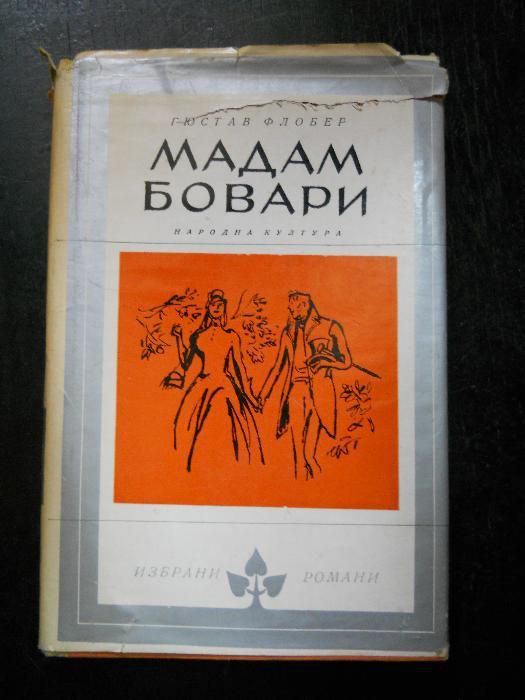 ГЮСТАВ ФЛОБЕР
МАДАМ
БОВАРИ
НАРОДНА КУЛТУРА
ИЗБРАНИ РОМАНИ